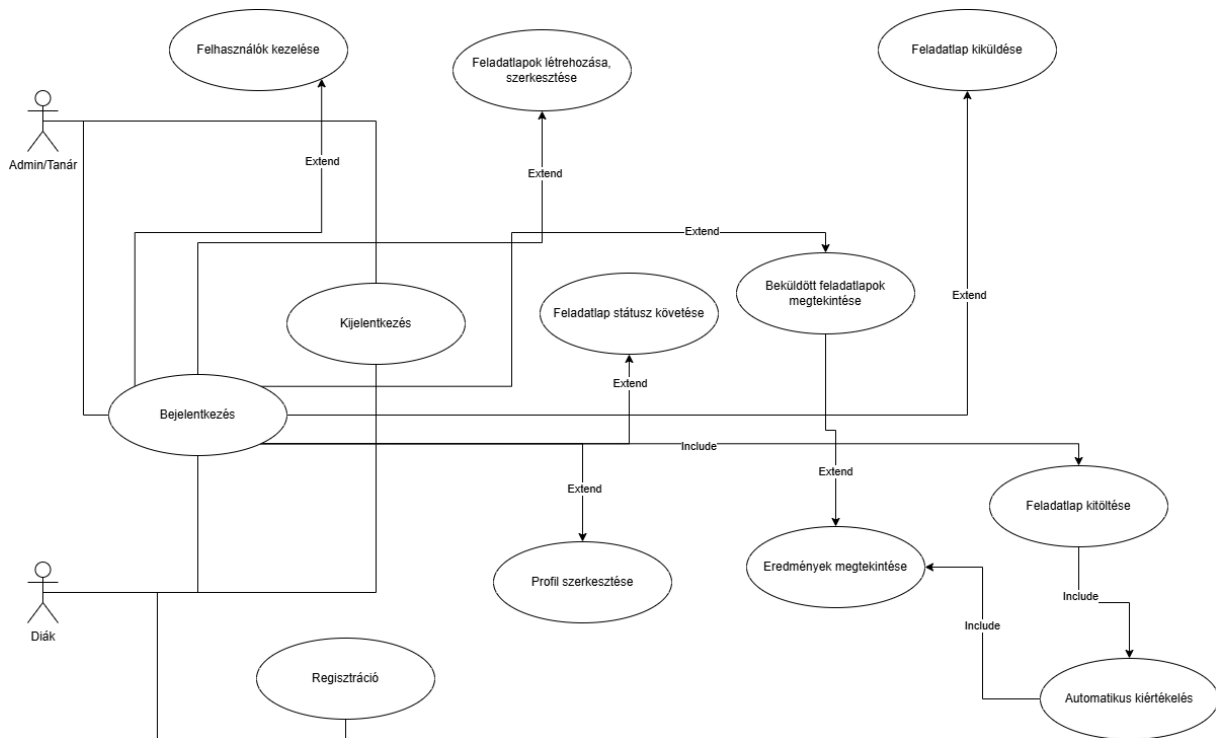 Felhasználók kezelése
Feladatlapok létrehozása,
szerkesztése
Feladatlap kiküldése
Admin/Tanár
Extend
Extend
Extend
Beküldött feladatlapok
megtekintése
Extend
Feladatlap státusz követése
Kijelentkezés
Extend
Bejelentkezés
Include
Extend
Extend
Feladatlap kitöltése
Eredmények megtekintése
Profil szerkesztése
Include
Include
Diák
Regisztráció
Automatikus kiértékelés